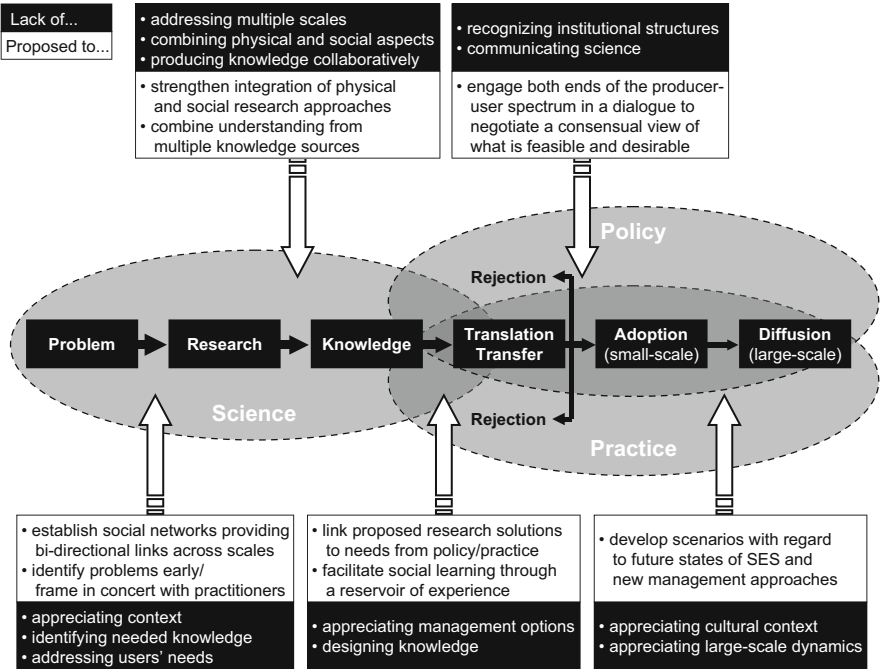 Lack of...
Proposed to...
• addressing multiple scales
• combining physical and social aspects
• producing knowledge collaboratively
• strengthen integration of physical
and social research approaches
• combine understanding from
multiple knowledge sources
• recognizing institutional structures
• communicating science
• engage both ends of the producer-
user spectrum in a dialogue to
negotiate a consensual view of
what is feasible and desirable
Policy
Rejection
Problem
Research
Knowledge
Translation
Transfer
Adoption
(small-scale)
Diffusion
(large-scale)
Science
Rejection
Practice
• establish social networks providing
bi-directional links across scales
• identify problems early/
frame in concert with practitioners
• appreciating context
• identifying needed knowledge
• addressing users' needs
• link proposed research solutions
to needs from policy/practice
• facilitate social learning through
a reservoir of experience
• appreciating management options
• designing knowledge
• develop scenarios with regard
to future states of SES and
new management approaches
• appreciating cultural context
• appreciating large-scale dynamics